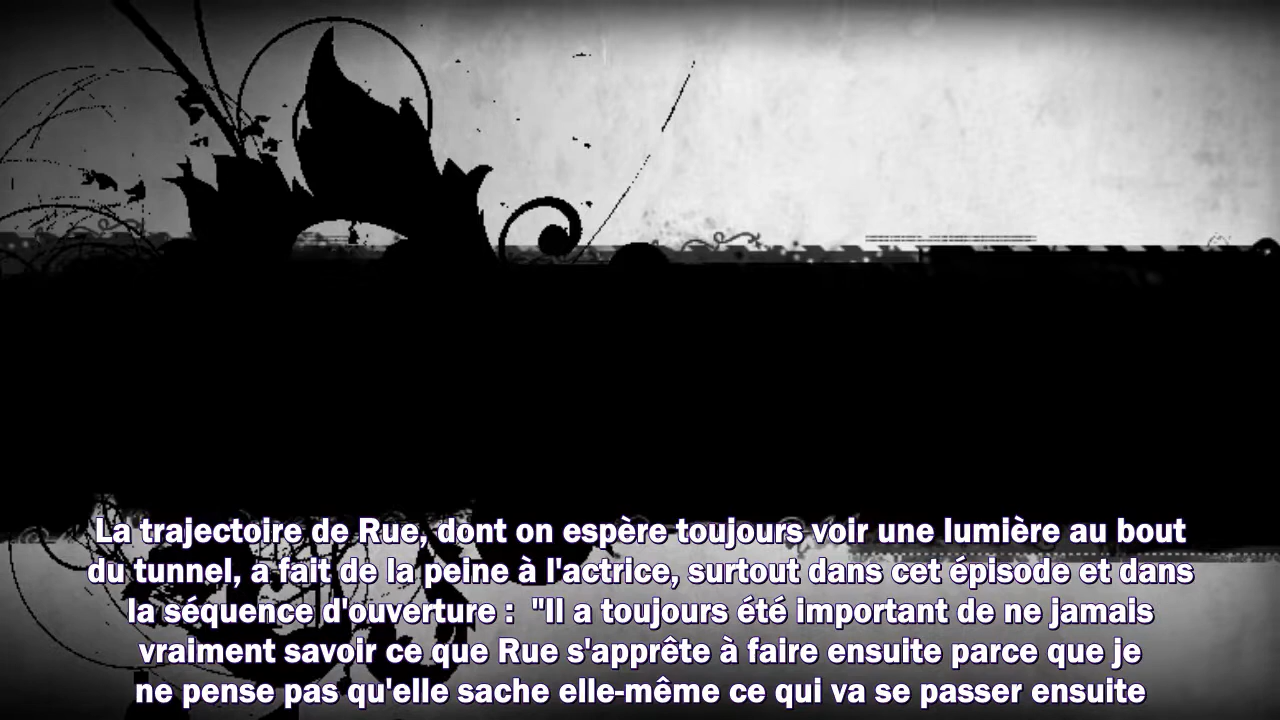 La trajectoire de Rue, dont on espère toujours voir une lumière au bout
du tunnel, a fait de la peine à l'actrice, surtout dans cet épisode et dans
la séquence d'ouverture :  "Il a toujours été important de ne jamais
vraiment savoir ce que Rue s'apprête à faire ensuite parce que je
ne pense pas qu'elle sache elle-même ce qui va se passer ensuite